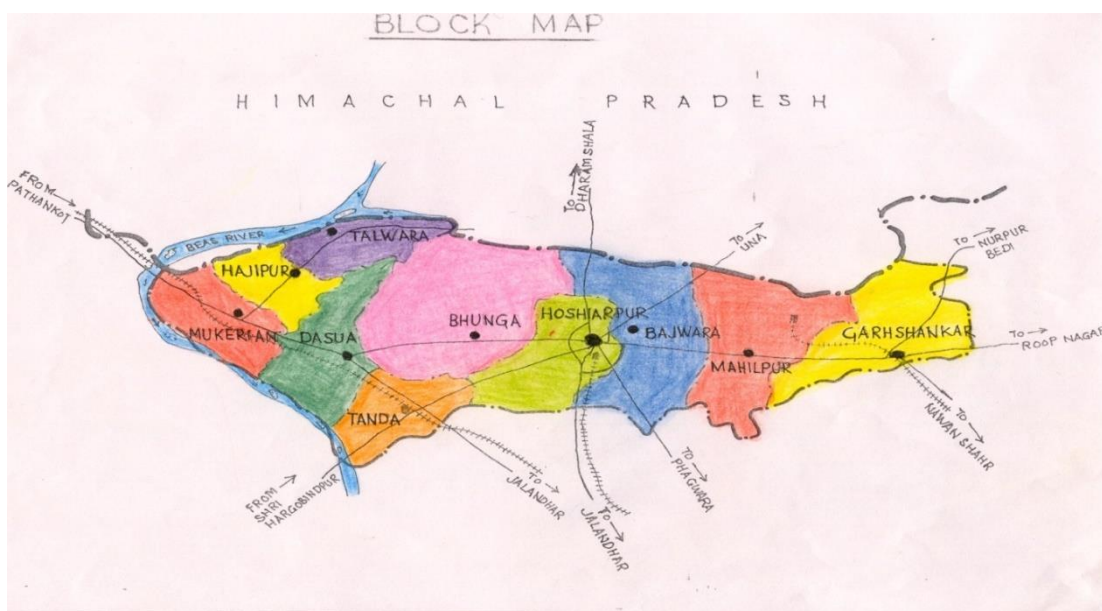 BLOCK MAP
HIMACHAL PRADESH
TO → DHARAMSHALA
FROM → PATHANKOT
BEAS RIVER
TALWARA
TO → UNA
TO → NURPUR BEDI
HAJIPUR
MUKERIAN
DASUA
BHUNGA
HOSHIARPUR
BAJWARA
MAHILPUR
GARHSHANKAR
TO → ROOP NAGAR
TANDA
FROM → SHRI HARGOBINDPUR
TO → JALANDHAR
TO → JALANDHAR
TO → PHAGWARA
TO → NAWAN SHAHR